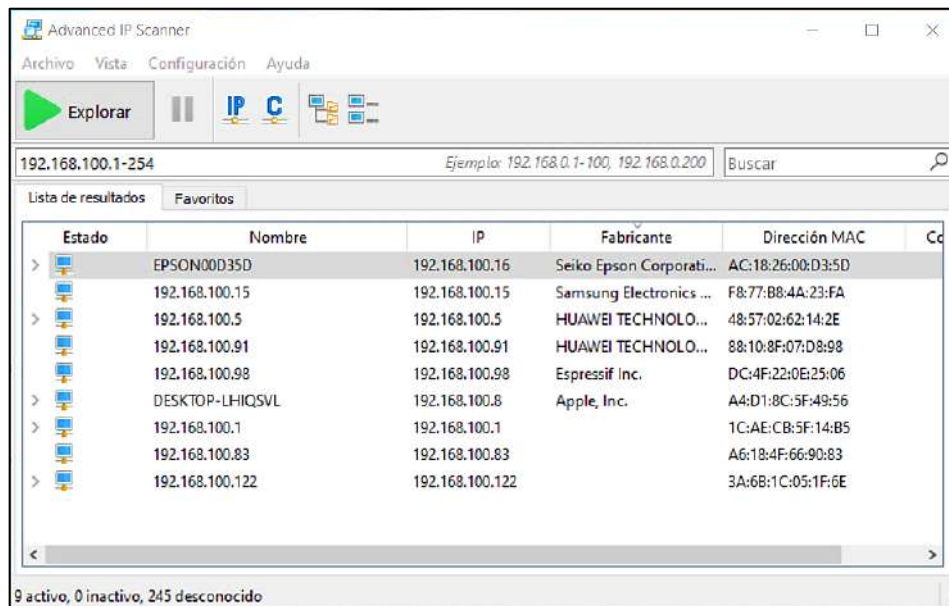 Advanced IP Scanner
Archivo Vista Configuración Ayuda
Explorar IP C
192.168.100.1-254 Ejemplo: 192.168.0.1-100, 192.168.0.200 Buscar
Lista de resultados Favoritos
Estado Nombre IP Fabricante Dirección MAC Cc
EPSON00D35D 192.168.100.16 Seiko Epson Corporati... AC:18:26:00:D3:5D
192.168.100.15 192.168.100.15 Samsung Electronics ... F8:77:B8:4A:23:FA
192.168.100.5 192.168.100.5 HUAWEI TECHNOLO... 48:57:02:62:14:2E
192.168.100.91 192.168.100.91 HUAWEI TECHNOLO... 88:10:8F:07:D8:98
192.168.100.98 192.168.100.98 Espressif Inc. DC:4F:22:0E:25:06
DESKTOP-LHIQSVL 192.168.100.8 Apple, Inc. A4:D1:8C:5F:49:56
192.168.100.1 192.168.100.1 1C:AE:CB:5F:14:B5
192.168.100.83 192.168.100.83 A6:18:4F:66:90:83
192.168.100.122 192.168.100.122 3A:6B:1C:05:1F:6E
9 activo, 0 inactivo, 245 desconocido